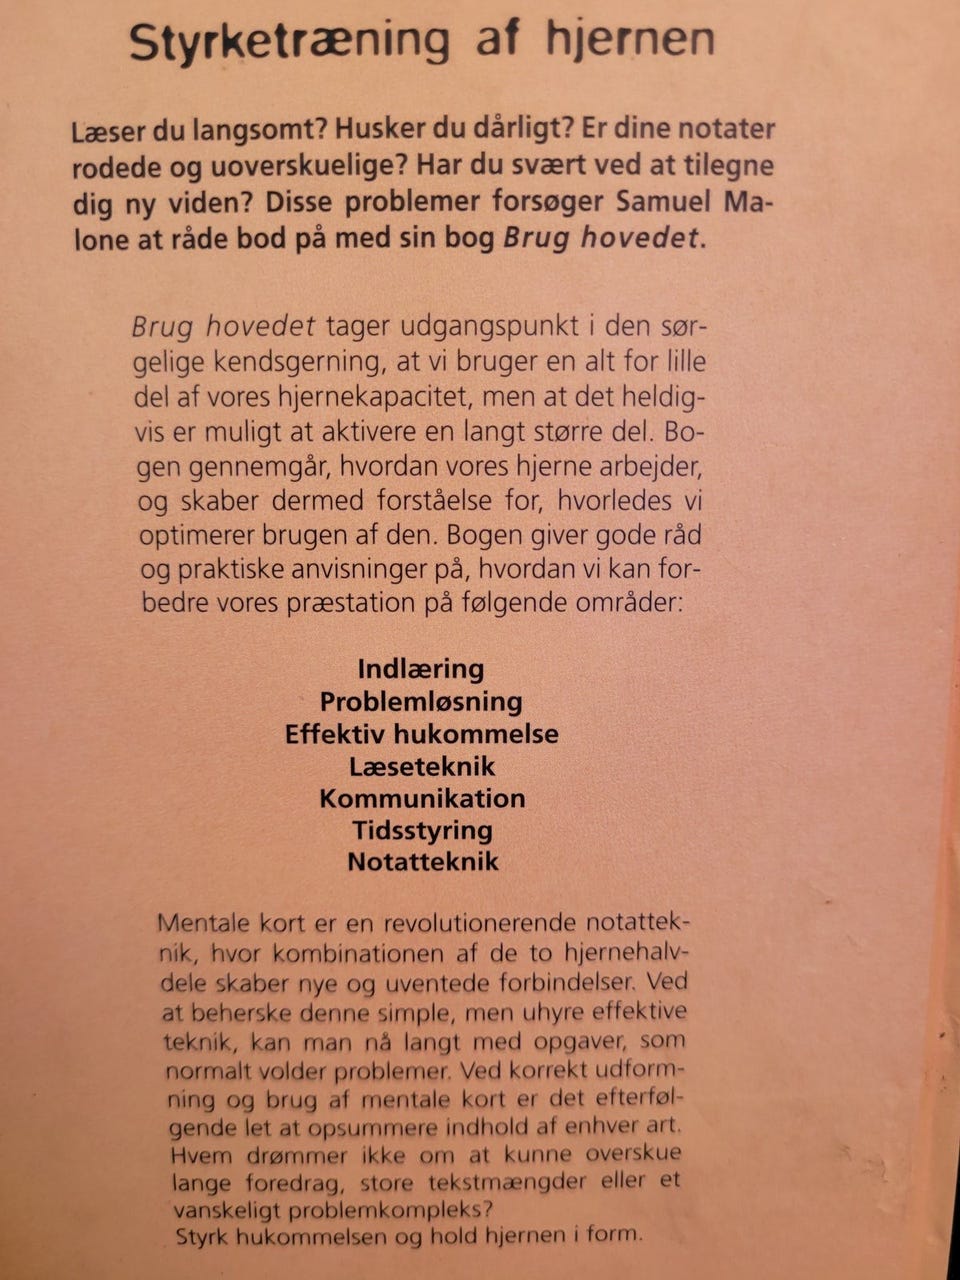 Styrketræning af hjernen
Læser du langsomt? Husker du dårligt? Er dine notater
rodede og uoverskuelige? Har du svært ved at tilegne
dig ny viden? Disse problemer forsøger Samuel Ma-
lone at råde bod på med sin bog Brug hovedet.
Brug hovedet tager udgangspunkt i den sør-
gelige kendsgerning, at vi bruger en alt for lille
del af vores hjernekapacitet, men at det heldig-
vis er muligt at aktivere en langt større del. Bo-
gen gennemgår, hvordan vores hjerne arbejder,
og skaber dermed forståelse for, hvorledes vi
optimerer brugen af den. Bogen giver gode råd
og praktiske anvisninger på, hvordan vi kan for-
bedre vores præstation på følgende områder:
Indlæring
Problemløsning
Effektiv hukommelse
Læseteknik
Kommunikation
Tidsstyring
Notatteknik
Mentale kort er en revolutionerende notattek-
nik, hvor kombinationen af de to hjernehalv-
dele skaber nye og uventede forbindelser. Ved
at beherske denne simple, men uhyre effektive
teknik, kan man nå langt med opgaver, som
normalt volder problemer. Ved korrekt udform-
ning og brug af mentale kort er det efterføl-
gende let at opsummere indhold af enhver art.
Hvem drømmer ikke om at kunne overskue
lange foredrag, store tekstmængder eller et
vanskeligt problemkompleks?
Styrk hukommelsen og hold hjernen i form.